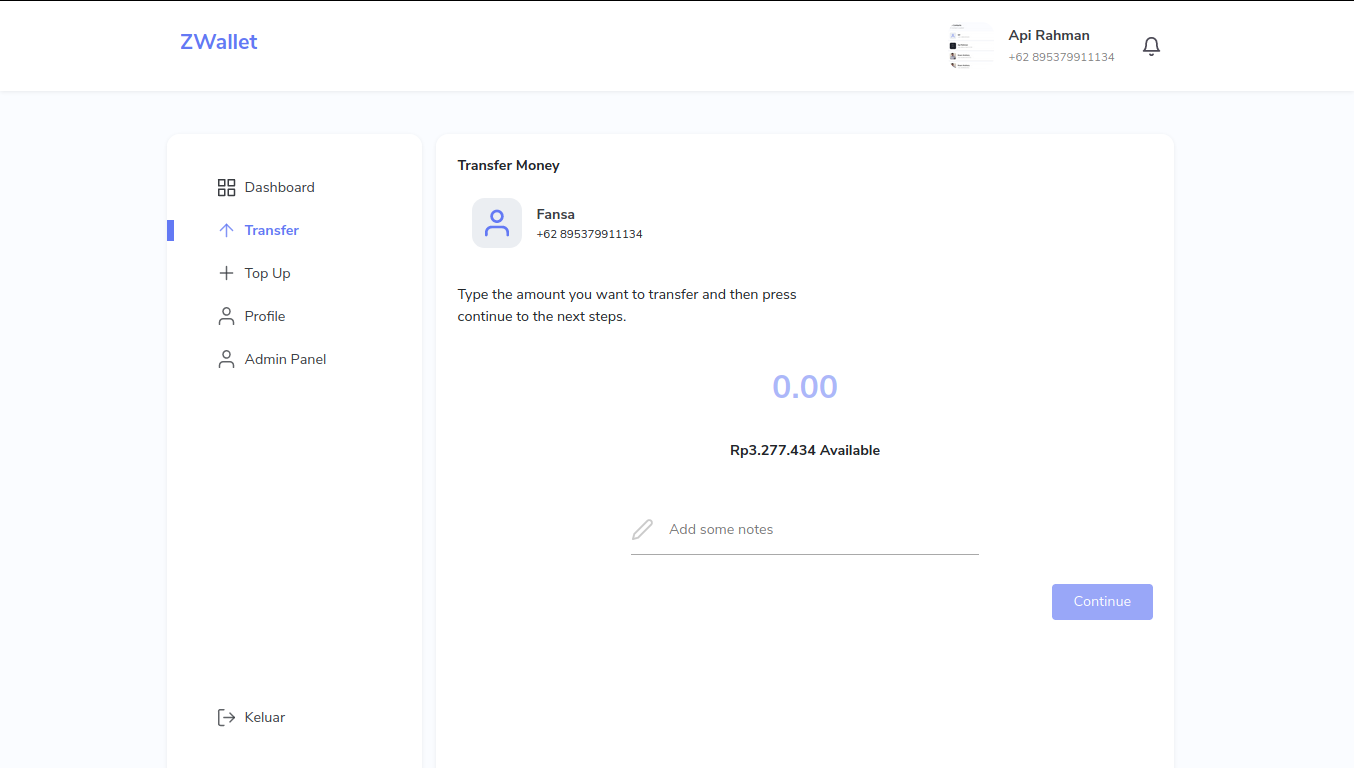 ZWallet
Api Rahman
+62 895379911134
Dashboard
Transfer
Top Up
Profile
Admin Panel
Keluar
Transfer Money
Fansa
+62 895379911134
Type the amount you want to transfer and then press
continue to the next steps.
0.00
Rp3.277.434 Available
Add some notes
Continue